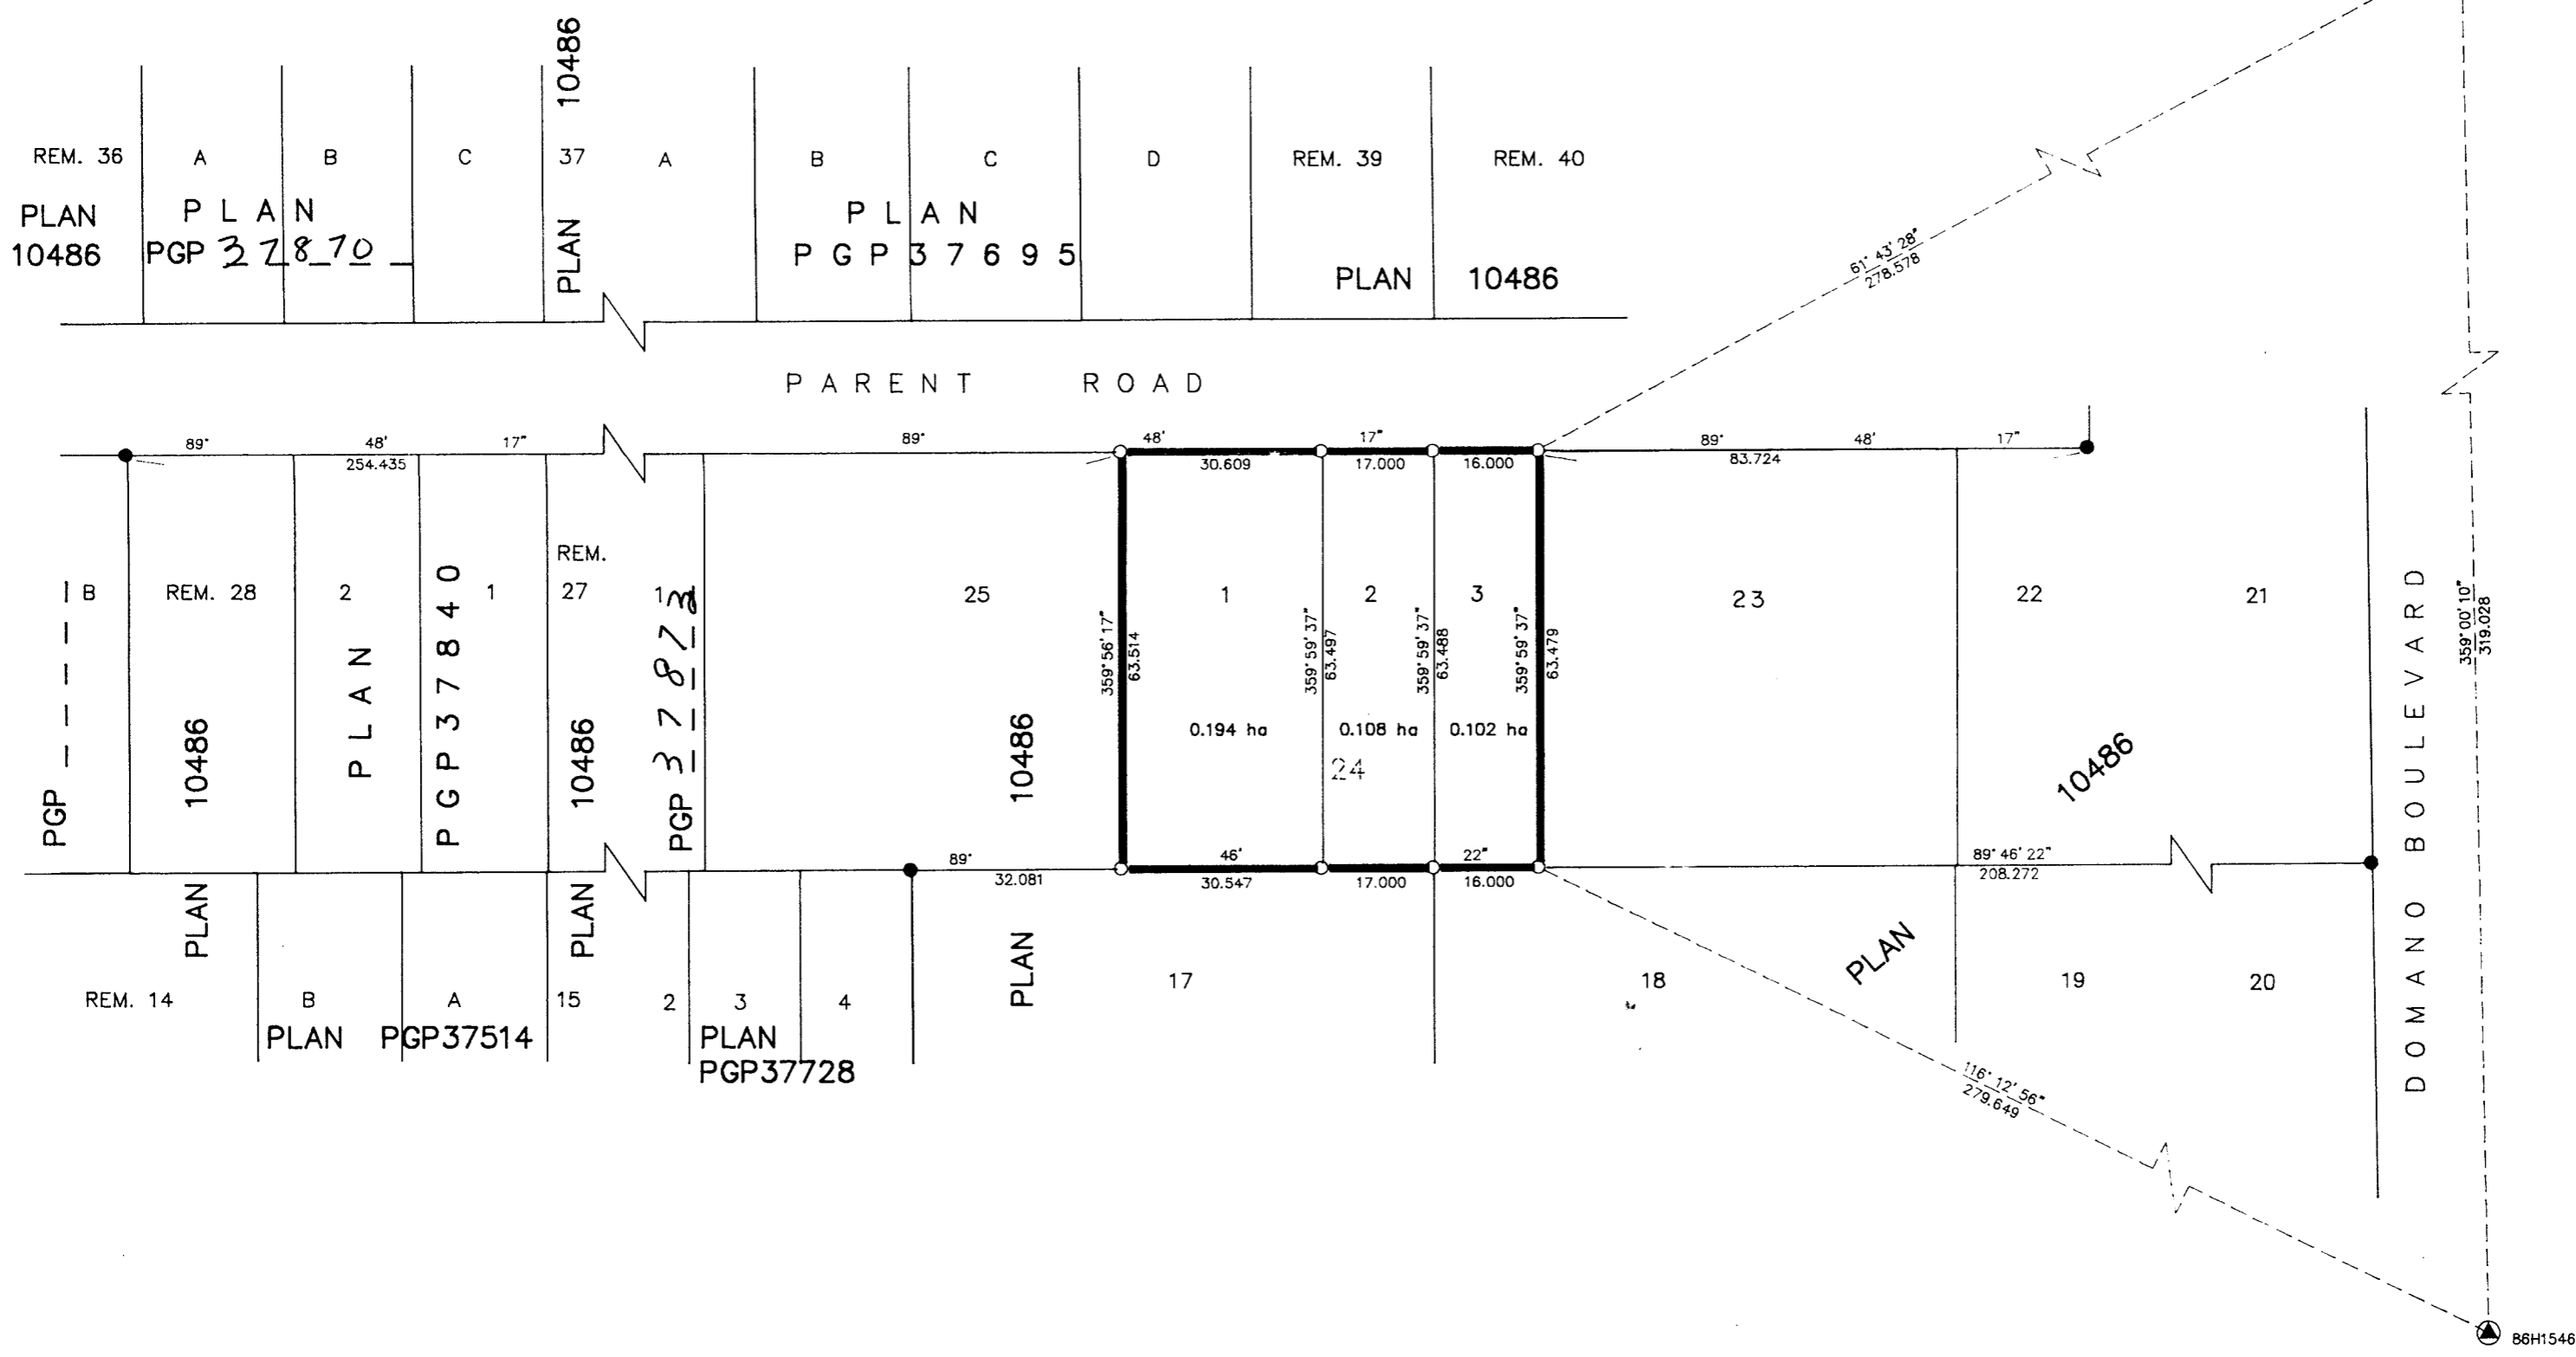 10486
REM. 36 A B C 37 A B C D REM. 39 REM. 40
PLAN
10486
PLAN
PGP 37870
PLAN
PLAN
PGP37695
PLAN 10486
PARENT ROAD
61° 43' 28"
278.578
89° 48' 17"
254.435
89° 48' 17"
30.609 17.000 16.000
89° 48' 17"
83.724
B REM. 28 2 1
REM.
27
1
25 1 2 3 23 22 21
PGP
10486
PLAN
PGP37840
10486
PGP 37873
10486
359° 56' 17"
63.514
359° 59' 37"
63.497
359° 59' 37"
63.488
359° 59' 37"
63.479
0.194 ha 0.108 ha 0.102 ha
24
10486
DOMANO BOULEVARD
359° 00' 10"
319.028
89° 46' 22"
32.081 30.547 17.000 16.000
89° 46' 22"
208.272
PLAN
PLAN
PLAN
PLAN
REM. 14 B A 15 2 3 4 17 18 19 20
PLAN PGP37514
PLAN
PGP37728
116° 12' 56"
279.649
86H1546